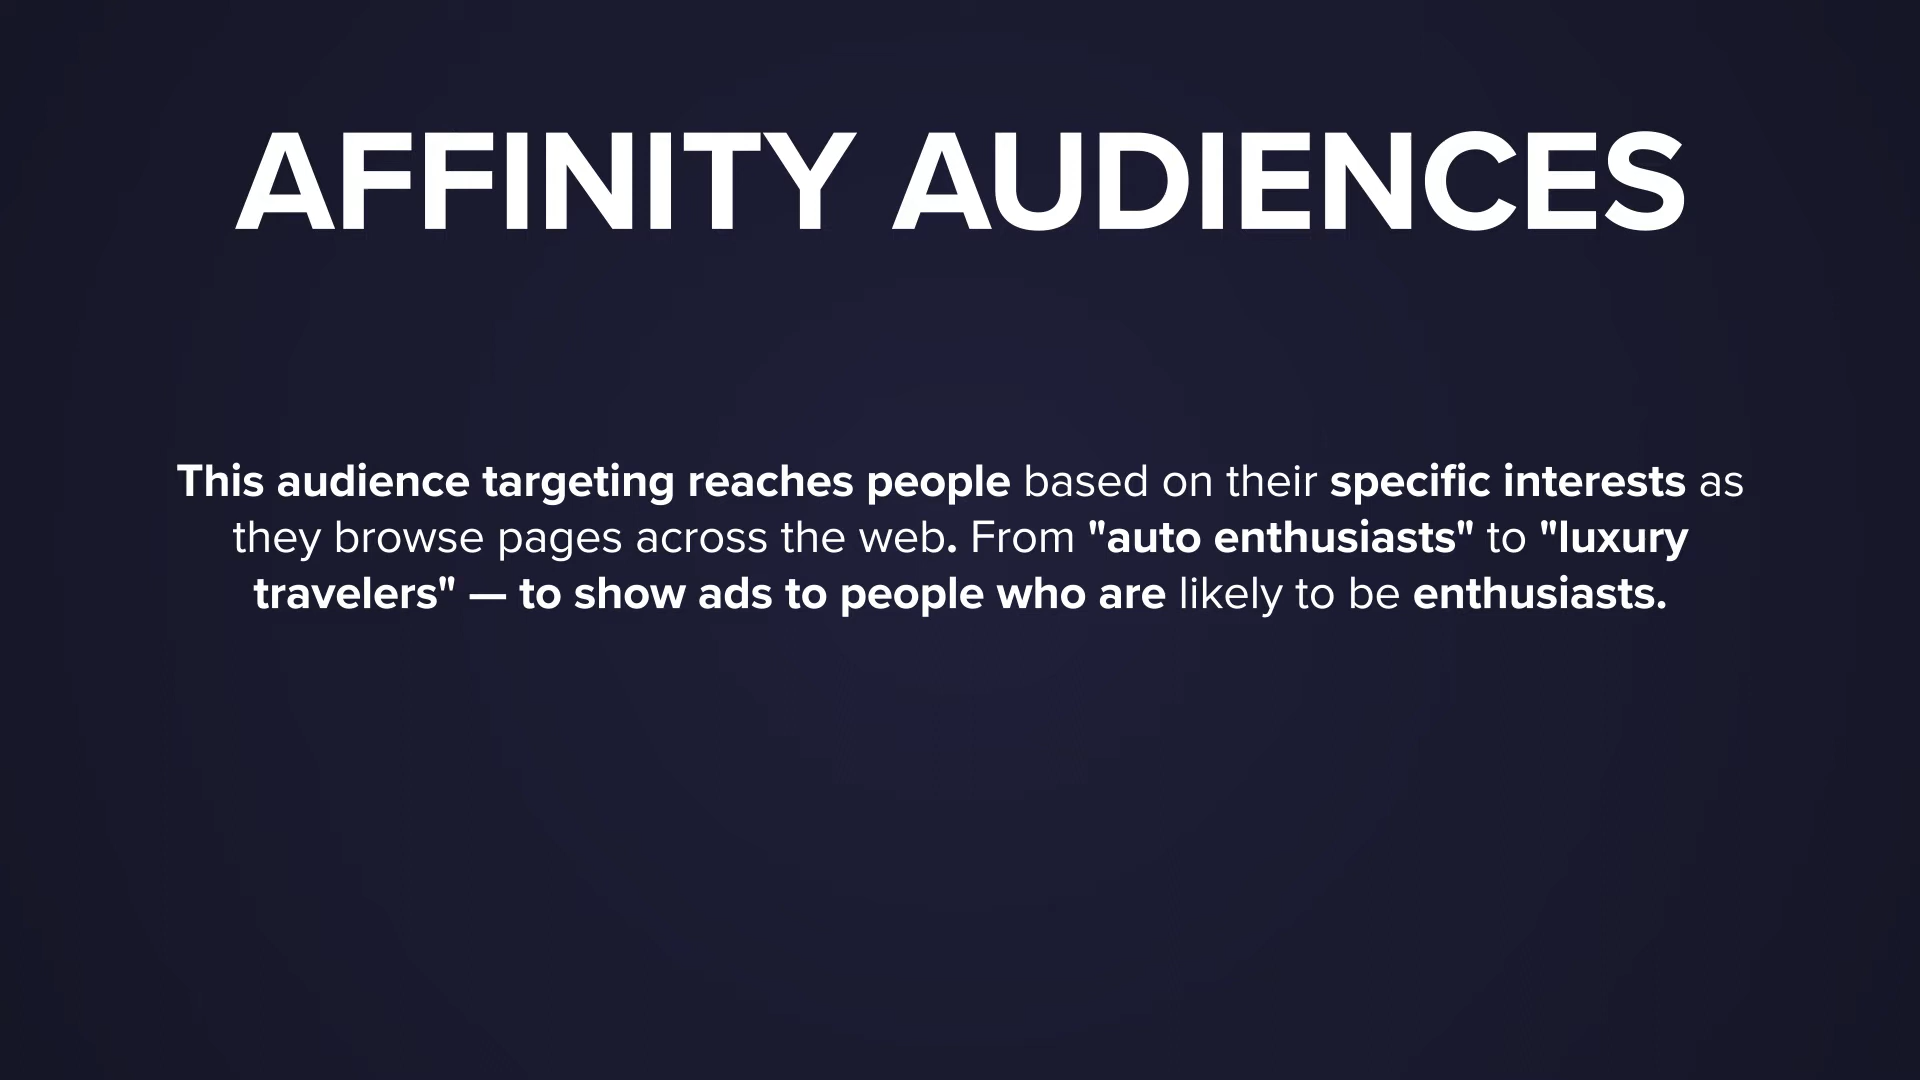 AFFINITY AUDIENCES
This audience targeting reaches people based on their specific interests as
they browse pages across the web. From "auto enthusiasts" to "luxury
travelers" — to show ads to people who are likely to be enthusiasts.